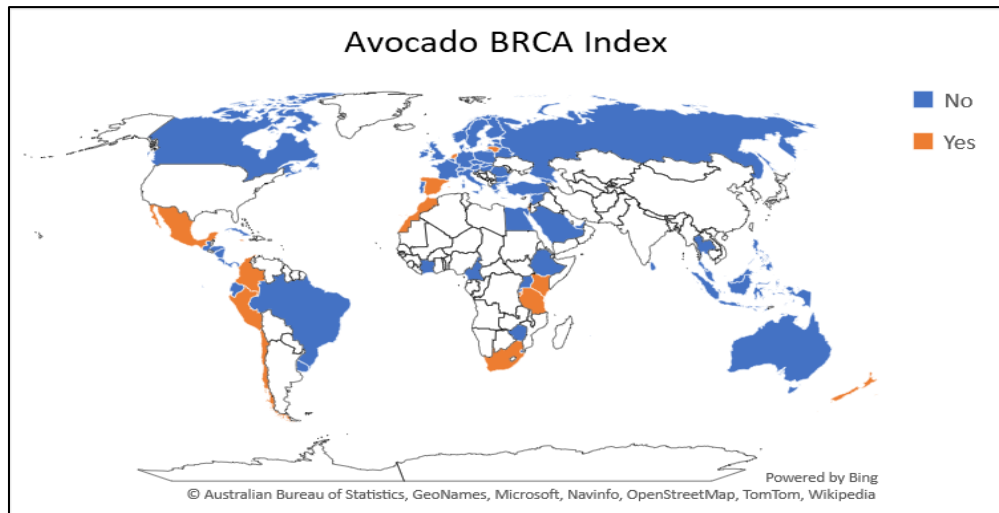 Avocado BRCA Index
No
Yes
Powered by Bing
© Australian Bureau of Statistics, GeoNames, Microsoft, Navinfo, OpenStreetMap, TomTom, Wikipedia